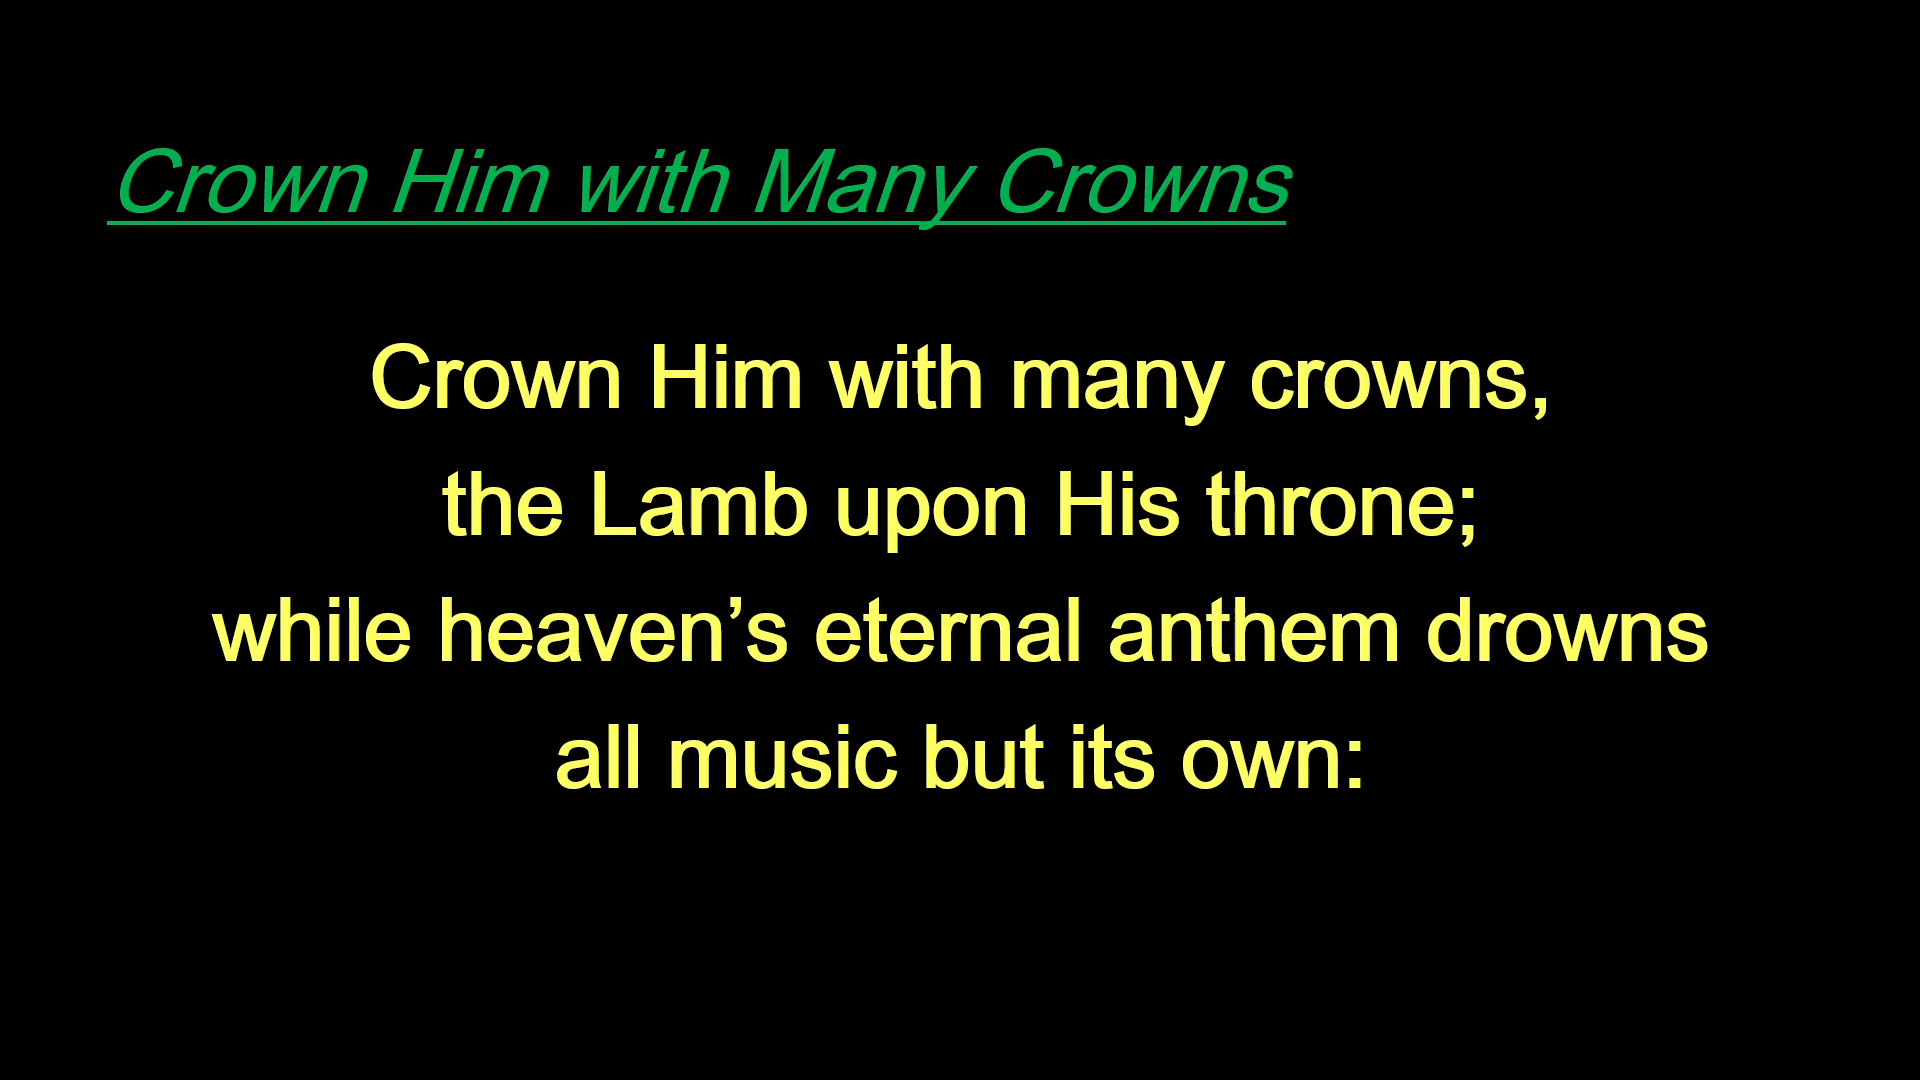 Crown Him with Many Crowns
Crown Him with many crowns,
the Lamb upon His throne;
while heaven’s eternal anthem drowns
all music but its own: